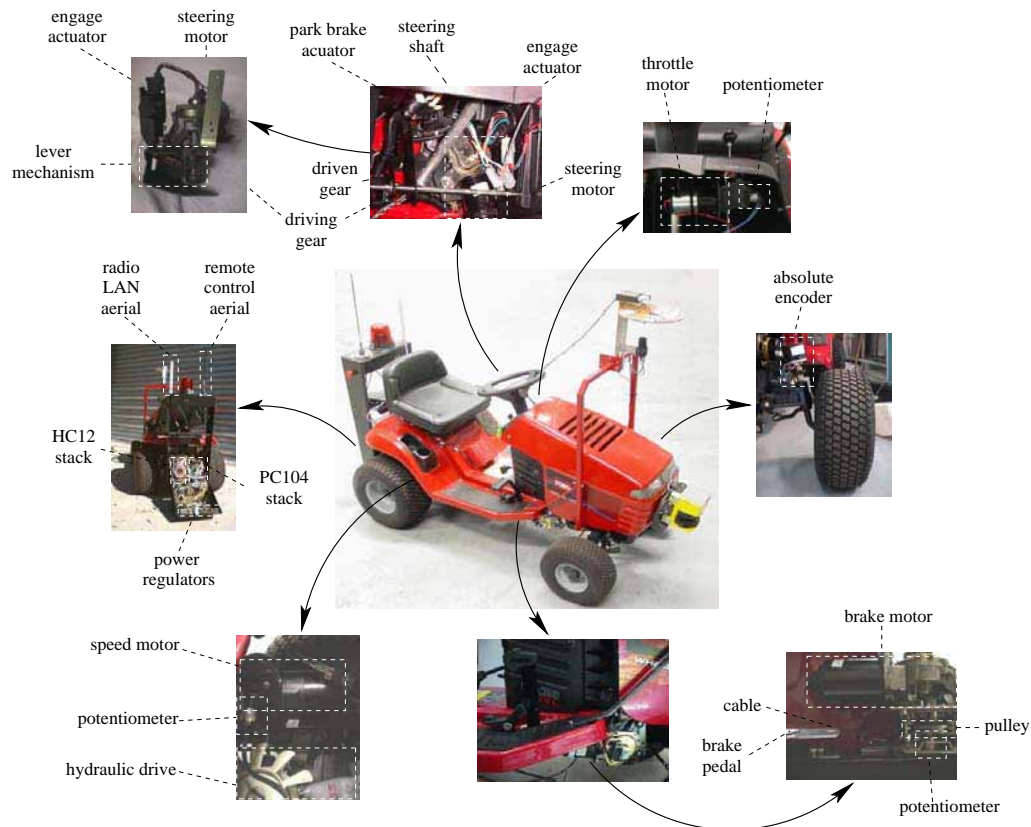 engage
actuator
steering
motor
park brake
acuator
steering
shaft
engage
actuator
throttle
motor
potentiometer
lever
mechanism
driven
gear
driving
gear
steering
motor
radio
LAN
aerial
remote
control
aerial
absolute
encoder
HC12
stack
PC104
stack
power
regulators
speed motor
potentiometer
hydraulic drive
brake motor
cable
brake
pedal
pulley
potentiometer